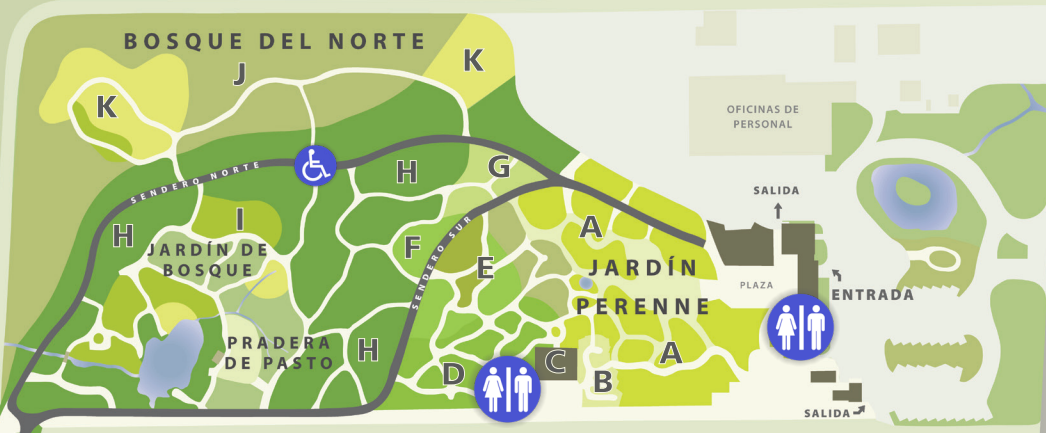 BOSQUE DEL NORTE
K
J
K
OFICINAS DE
PERSONAL
SENDERO NORTE
H
G
SALIDA
H
I
F
A
JARDÍN DE
BOSQUE
SENDERO SUR
E
JARDÍN
PERENNE
PLAZA
ENTRADA
PRADERA
DE PASTO
H
D
C
B
A
SALIDA